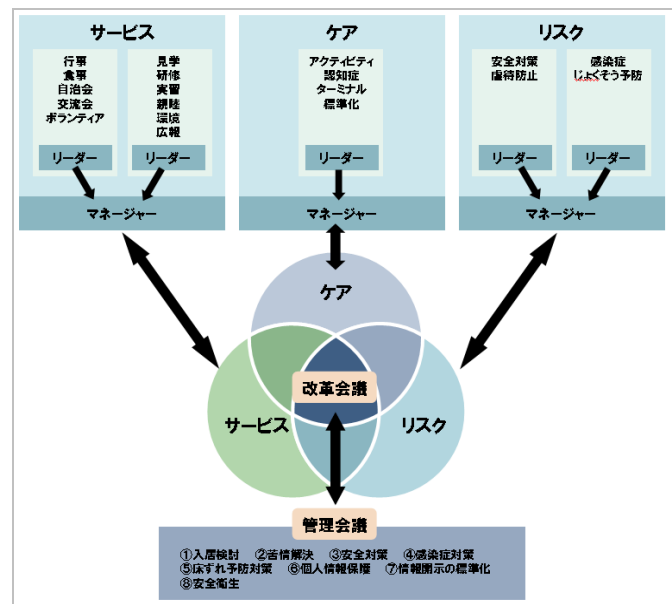 サービス
行事
食事
自治会
交流会
ボランティア
リーダー
見学
研修
実習
親睦
環境
広報
リーダー
マネージャー
ケア
アクティビティ
認知症
ターミナル
標準化
リーダー
マネージャー
リスク
安全対策
虐待防止
リーダー
感染症
じょくそう予防
リーダー
マネージャー
ケア
改革会議
サービス
リスク
管理会議
①入居検討 ②苦情解決 ③安全対策 ④感染症対策
⑤床ずれ予防対策 ⑥個人情報保護 ⑦情報開示の標準化
⑧安全衛生